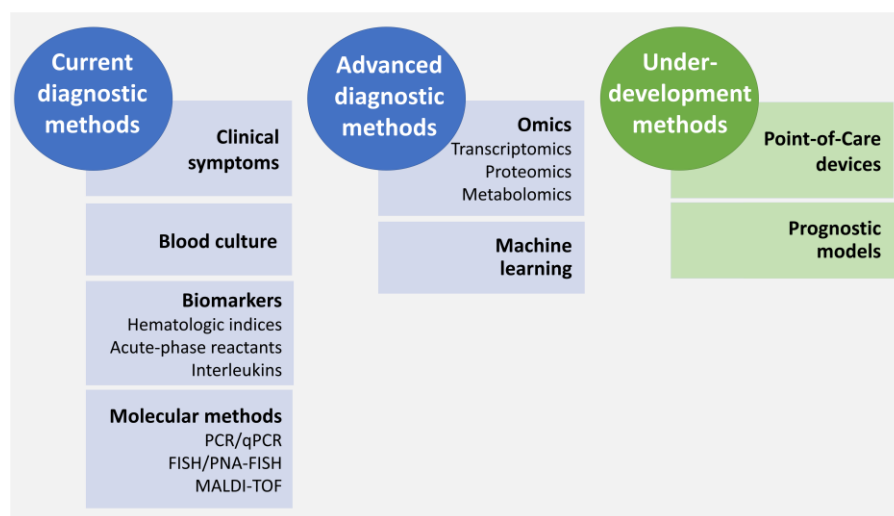 Current
diagnostic
methods
Clinical
symptoms
Blood culture
Biomarkers
Hematologic indices
Acute-phase reactants
Interleukins
Molecular methods
PCR/qPCR
FISH/PNA-FISH
MALDI-TOF
Advanced
diagnostic
methods
Omics
Transcriptomics
Proteomics
Metabolomics
Machine
learning
Under-
development
methods
Point-of-Care
devices
Prognostic
models